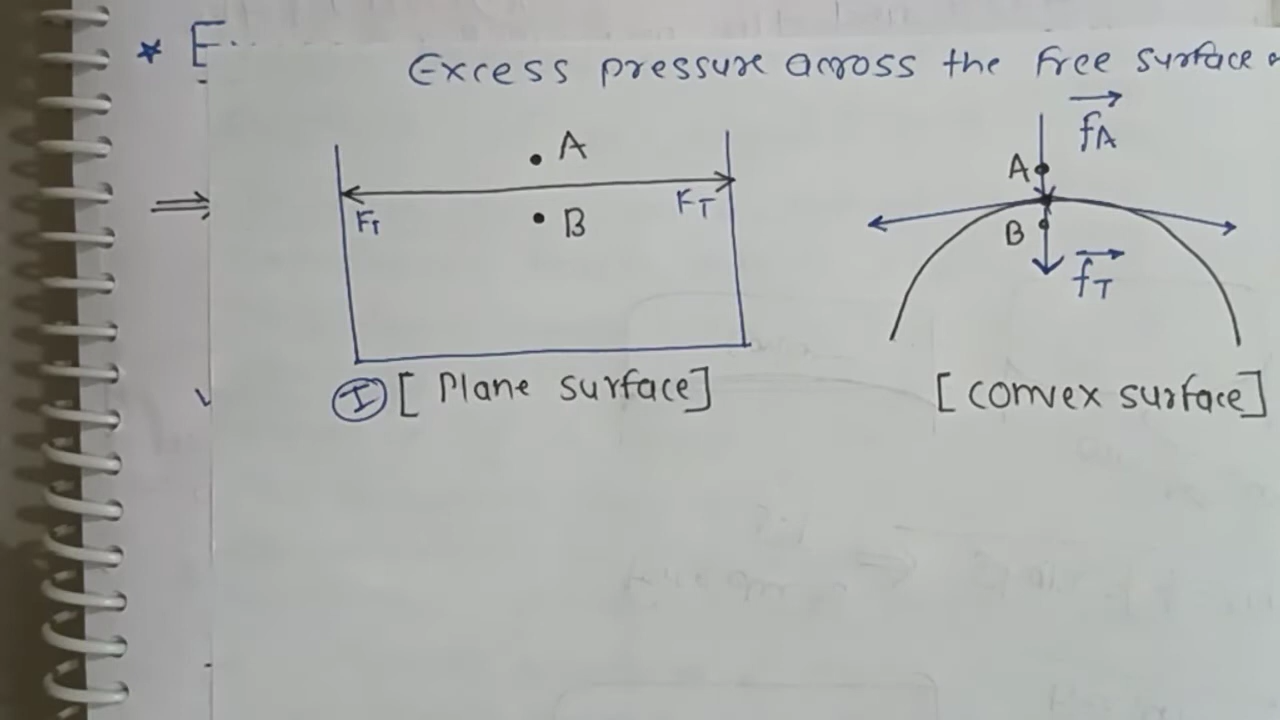 * E
Excess pressure across the free surface
• A
F_T F_T
• B
f_A
A
B
f_T
I [ Plane surface]
[ convex surface]